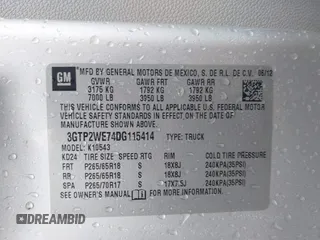 GM
MFD BY GENERAL MOTORS DE MEXICO, S. DE R.L. DE C.V. 06/12
GVWR GAWR FRT GAWR RR
3175 KG 1792 KG 1792 KG
7000 LB 3950 LB 3950 LB
THIS VEHICLE CONFORMS TO ALL APPLICABLE U.S. FEDERAL MOTOR
VEHICLE SAFETY STANDARDS IN EFFECT ON THE DATE OF
MANUFACTURE SHOWN ABOVE.
3GTP2WE74DG115414 TYPE: TRUCK
MODEL: K10543
KD24 TIRE SIZE SPEED RTG RIM COLD TIRE PRESSURE
FRT P265/65R18 S 18X8J 240KPA(35PSI)
RR P265/65R18 S 18X8J 240KPA(35PSI)
SPA P265/70R17 S 17X7.5J 240KPA(35PSI)
SEE OWNER'S MANUAL
FREEDOMBID